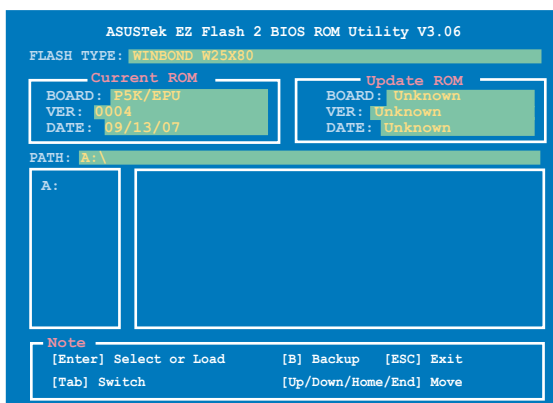 ASUSTek EZ Flash 2 BIOS ROM Utility V3.06
FLASH TYPE: WINBOND W25X80
Current ROM
BOARD: P5K/EPU
VER: 0004
DATE: 09/13/07
Update ROM
BOARD: Unknown
VER: Unknown
DATE: Unknown
PATH: A:\
A:
Note
[Enter] Select or Load [B] Backup [ESC] Exit
[Tab] Switch [Up/Down/Home/End] Move